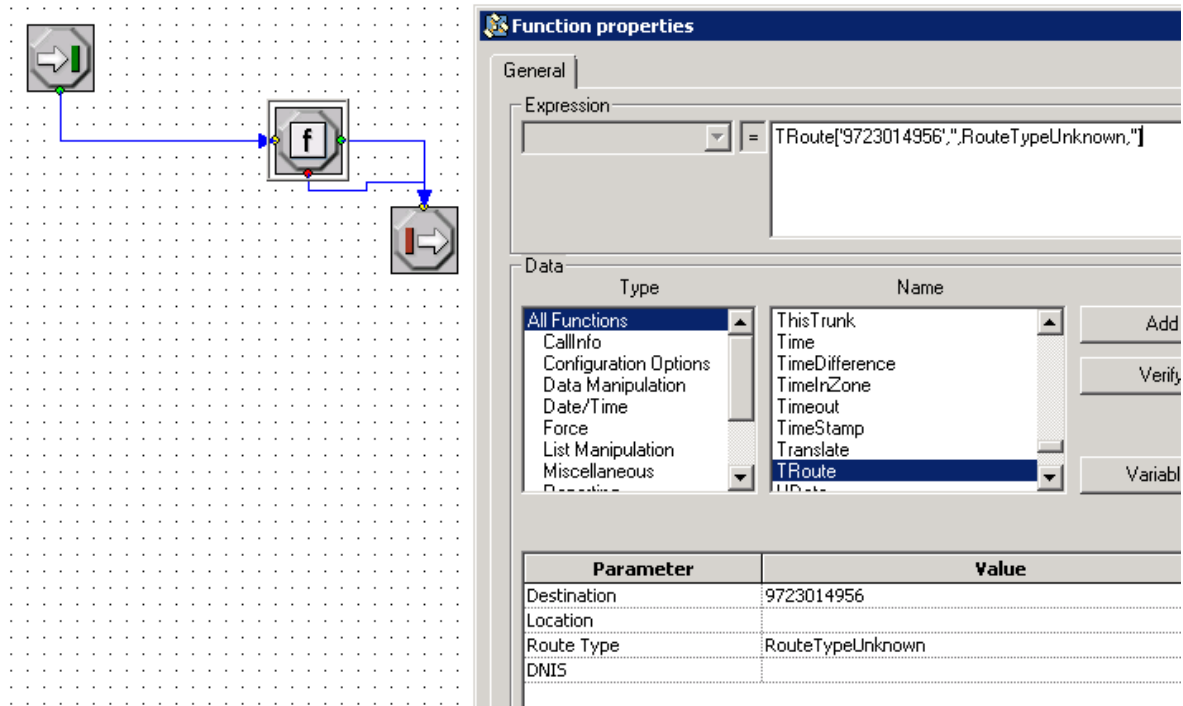 Function properties
General
f
Expression
= TRoute['9723014956','',RouteTypeUnknown,'']
Data
Type
Name
All Functions
CallInfo
Configuration Options
Data Manipulation
Date/Time
Force
List Manipulation
Miscellaneous
ThisTrunk
Time
TimeDifference
TimeInZone
Timeout
TimeStamp
Translate
TRoute
Add
Verify
Variabl
Parameter Value
Destination 9723014956
Location
Route Type RouteTypeUnknown
DNIS